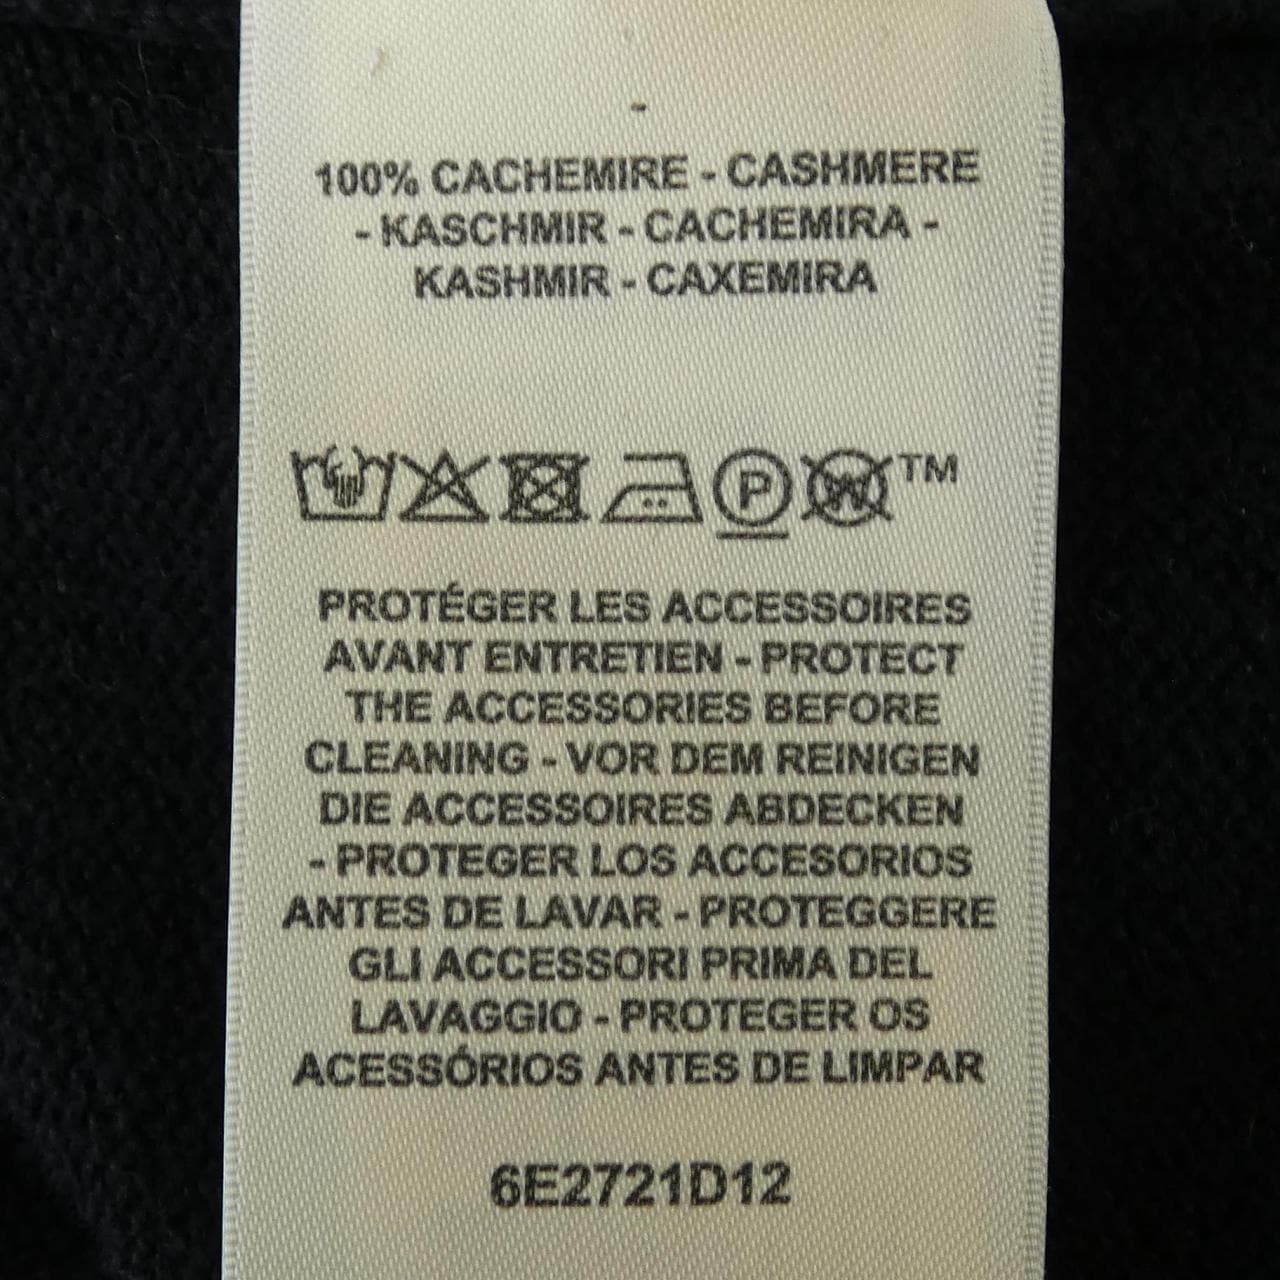 -
100% CACHEMIRE - CASHMERE
- KASCHMIR - CACHEMIRA -
KASHMIR - CAXEMIRA
P W TM
PROTÉGER LES ACCESSOIRES
AVANT ENTRETIEN - PROTECT
THE ACCESSORIES BEFORE
CLEANING - VOR DEM REINIGEN
DIE ACCESSOIRES ABDECKEN
- PROTEGER LOS ACCESORIOS
ANTES DE LAVAR - PROTEGGERE
GLI ACCESSORI PRIMA DEL
LAVAGGIO - PROTEGER OS
ACESSÓRIOS ANTES DE LIMPAR
6E2721D12